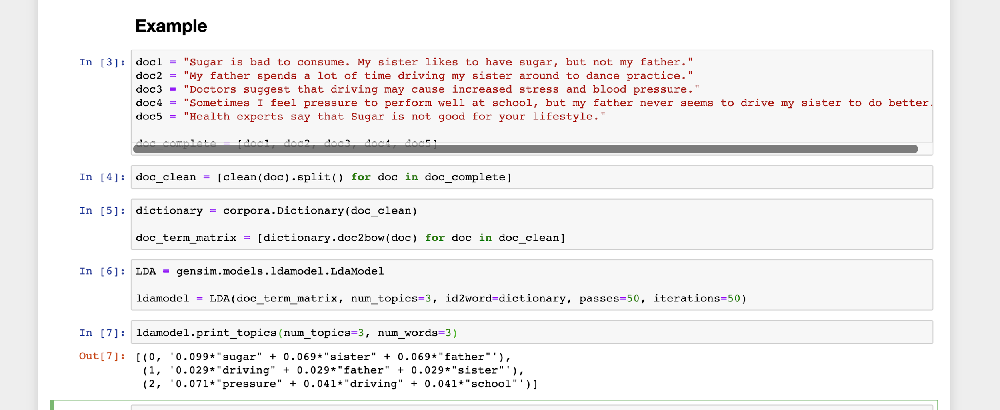 Example
In [3]:
doc1 = "Sugar is bad to consume. My sister likes to have sugar, but not my father."
doc2 = "My father spends a lot of time driving my sister around to dance practice."
doc3 = "Doctors suggest that driving may cause increased stress and blood pressure."
doc4 = "Sometimes I feel pressure to perform well at school, but my father never seems to drive my sister to do better.
doc5 = "Health experts say that Sugar is not good for your lifestyle."
doc_complete = [doc1, doc2, doc3, doc4, doc5]
In [4]:
doc_clean = [clean(doc).split() for doc in doc_complete]
In [5]:
dictionary = corpora.Dictionary(doc_clean)
doc_term_matrix = [dictionary.doc2bow(doc) for doc in doc_clean]
In [6]:
LDA = gensim.models.ldamodel.LdaModel
ldamodel = LDA(doc_term_matrix, num_topics=3, id2word=dictionary, passes=50, iterations=50)
In [7]:
ldamodel.print_topics(num_topics=3, num_words=3)
Out[7]:
[(0, '0.099*"sugar" + 0.069*"sister" + 0.069*"father"'),
(1, '0.029*"driving" + 0.029*"father" + 0.029*"sister"'),
(2, '0.071*"pressure" + 0.041*"driving" + 0.041*"school"')]